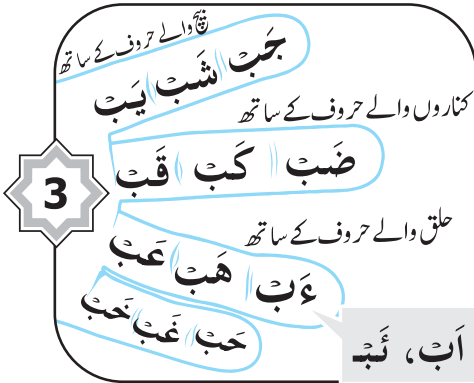 بیچ والے حروف کے ساتھ
جَبْ شَبْ يَبْ
کناروں والے حروف کے ساتھ
ضَبْ كَبْ قَبْ
3
حلق والے حروف کے ساتھ
ءَبْ هَبْ عَبْ
حَبْ غَبْ خَبْ
اَبْ، ئَبْـ